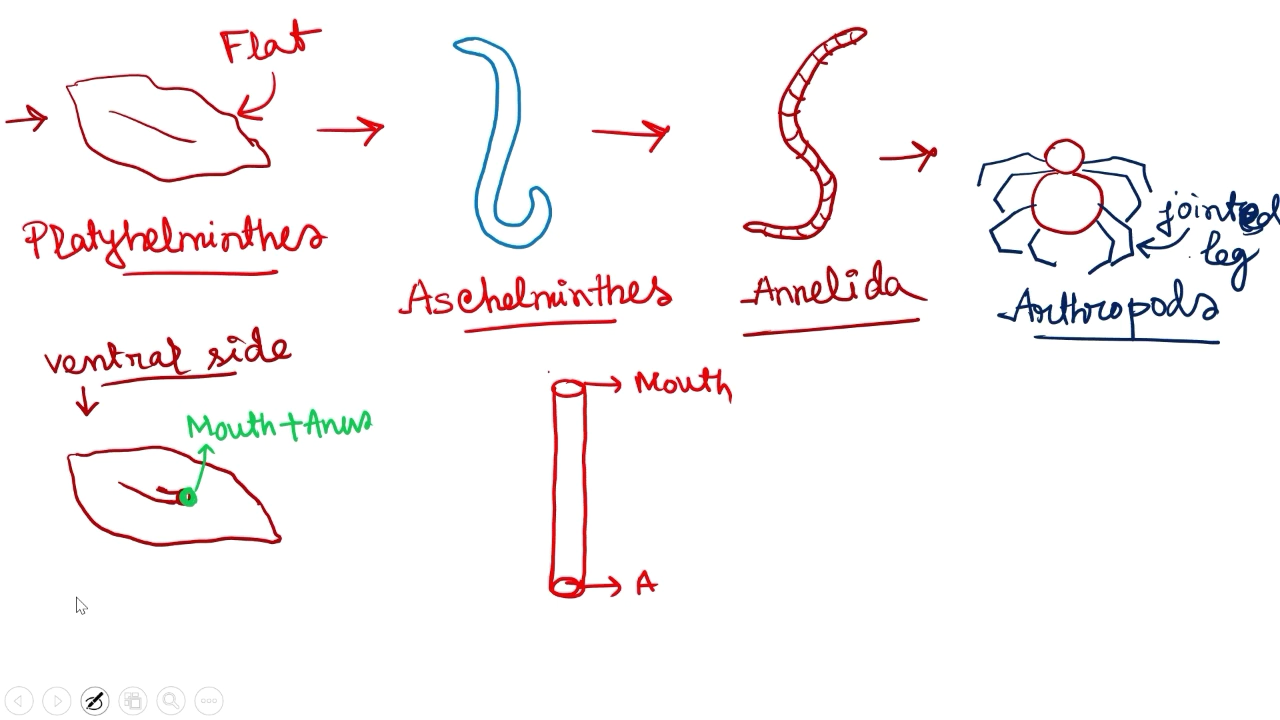 Flat
Platyhelminthes
Aschelminthes
Annelida
jointed
leg
Arthropods
ventral side
Mouth+Anus
Mouth
A